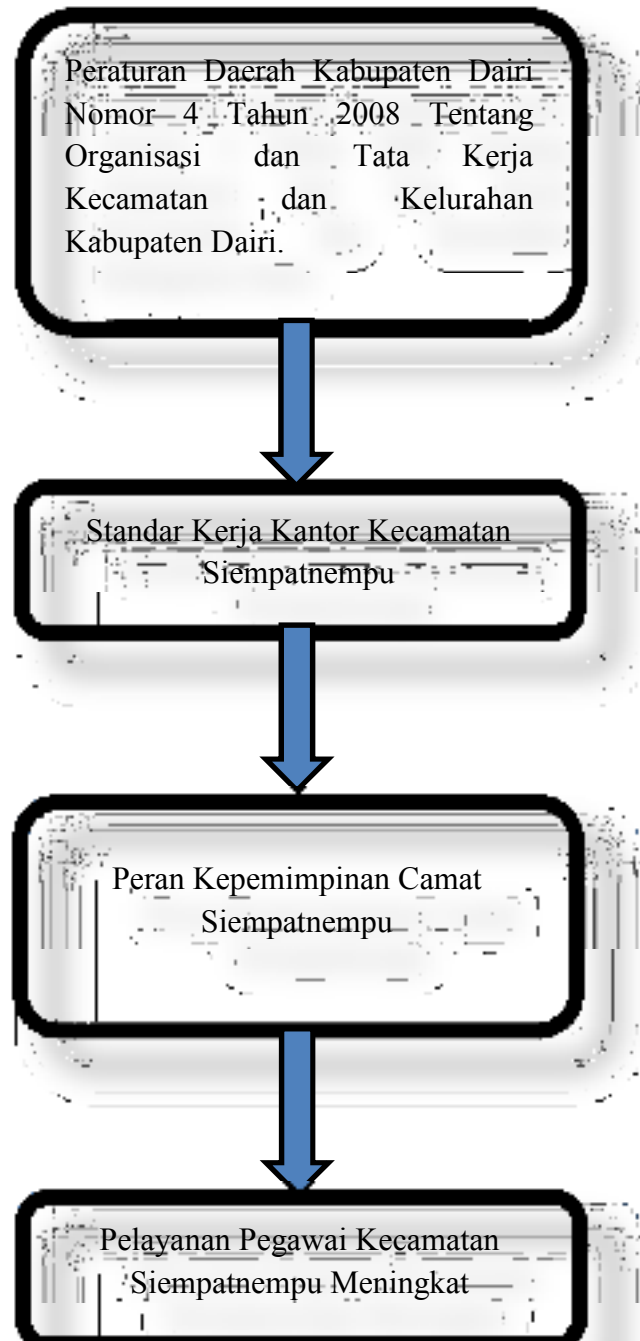 Peraturan Daerah Kabupaten Dairi
Nomor 4 Tahun 2008 Tentang
Organisasi dan Tata Kerja
Kecamatan dan Kelurahan
Kabupaten Dairi.
Standar Kerja Kantor Kecamatan
Siempatnempu
Peran Kepemimpinan Camat
Siempatnempu
Pelayanan Pegawai Kecamatan
Siempatnempu Meningkat